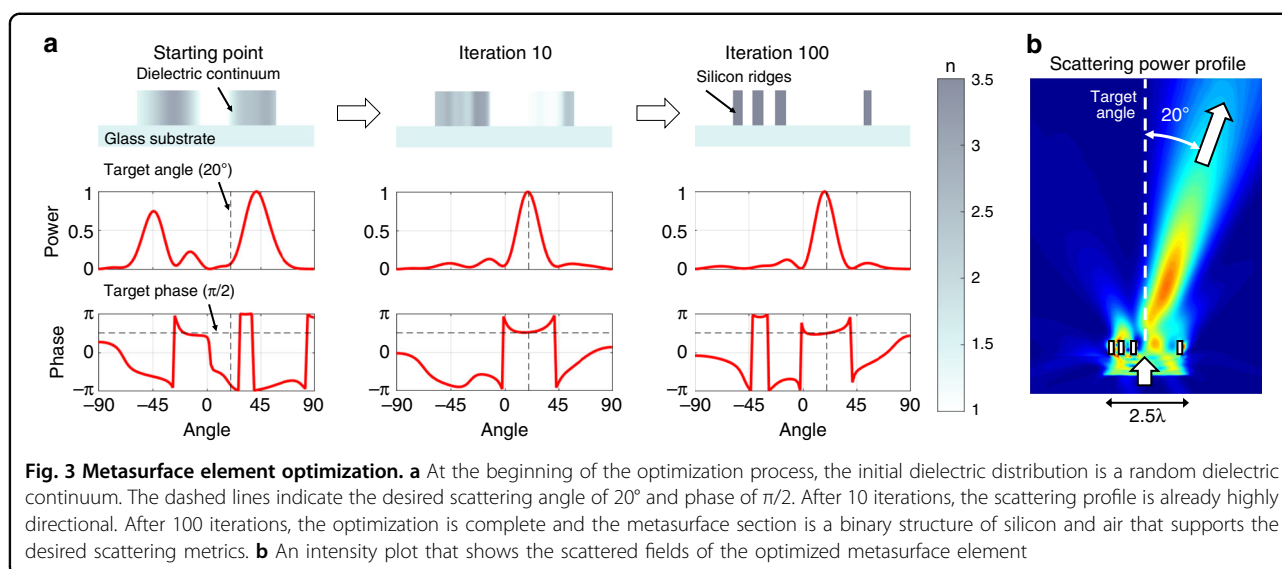 a
Starting point
Iteration 10
Iteration 100
Dielectric continuum
Silicon ridges
Glass substrate
n
3.5
3
2.5
2
1.5
1
Target angle (20°)
Power
1
0.5
0
1
0.5
0
1
0.5
0
Target phase (π/2)
Phase
π
0
−π
π
0
−π
π
0
−π
−90 −45 0 45 90
−90 −45 0 45 90
−90 −45 0 45 90
Angle
Angle
Angle
b
Scattering power profile
Target
angle
20°
2.5λ
Fig. 3 Metasurface element optimization. a At the beginning of the optimization process, the initial dielectric distribution is a random dielectric
continuum. The dashed lines indicate the desired scattering angle of 20° and phase of π/2. After 10 iterations, the scattering profile is already highly
directional. After 100 iterations, the optimization is complete and the metasurface section is a binary structure of silicon and air that supports the
desired scattering metrics. b An intensity plot that shows the scattered fields of the optimized metasurface element